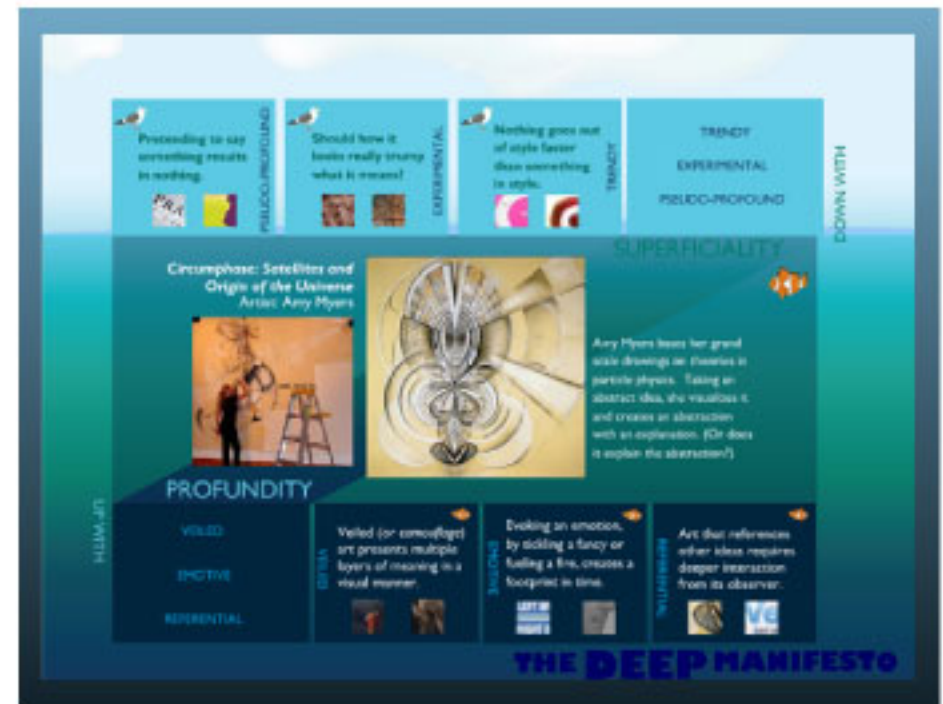 Pretending to say
something results
in nothing.
PSEUDO-PROFOUND
Should how it
looks really trump
what it means?
EXPERIMENTAL
Nothing goes out
of style faster
than something
in style.
TRENDY
TRENDY
EXPERIMENTAL
PSEUDO-PROFOUND
DOWN WITH
SUPERFICIALITY
Circumphase: Satellites and
Origin of the Universe
Artist: Amy Myers
Amy Myers bases her grand
scale drawings on theories in
particle physics. Taking an
abstract idea, she visualizes it
and creates an abstraction
with an explanation. (Or does
it explain the abstraction?)
PROFUNDITY
UP WITH
VEILED
EMOTIVE
REFERENTIAL
VEILED
Veiled (or camouflage)
art presents multiple
layers of meaning in a
visual manner.
EMOTIVE
Evoking an emotion,
by tickling a fancy or
fueling a fire, creates a
footprint in time.
REFERENTIAL
Art that references
other ideas requires
deeper interaction
from its observer.
THE DEEP MANIFESTO